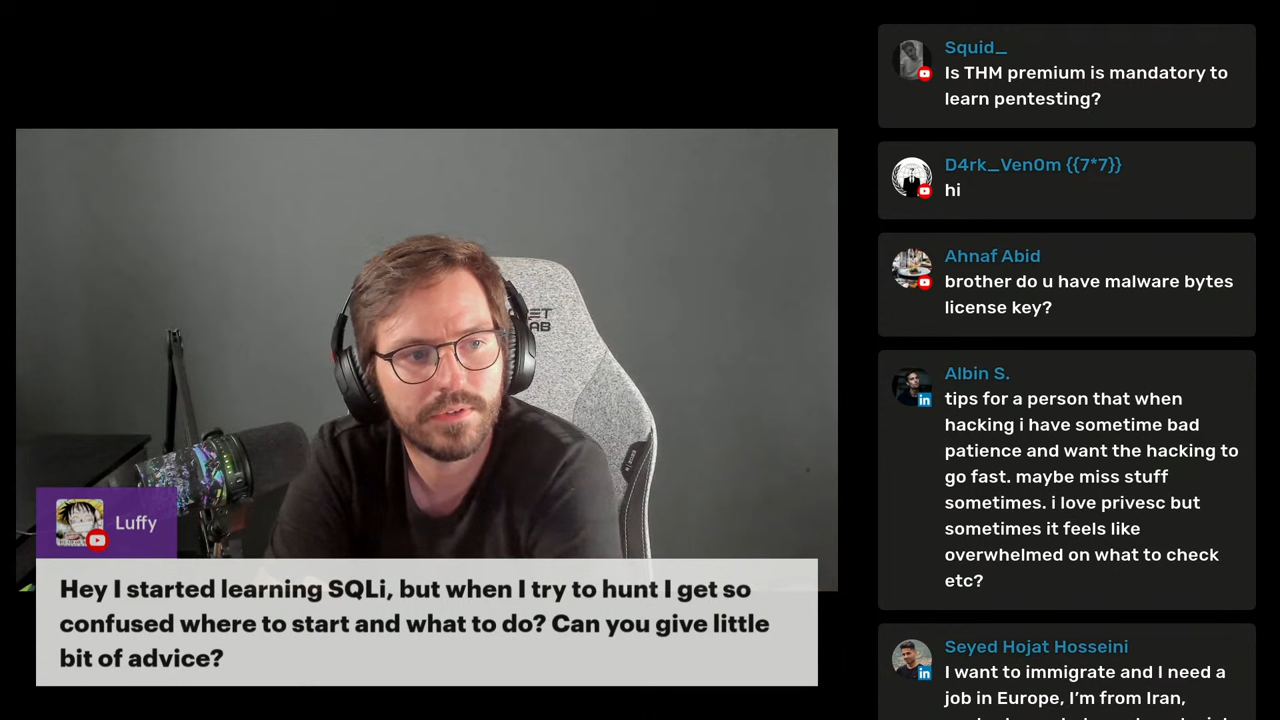 Squid_
Is THM premium is mandatory to
learn pentesting?
D4rk_Ven0m {{7*7}}
hi
Ahnaf Abid
brother do u have malware bytes
license key?
Albin S.
tips for a person that when
hacking i have sometime bad
patience and want the hacking to
go fast. maybe miss stuff
sometimes. i love privesc but
sometimes it feels like
overwhelmed on what to check
etc?
Seyed Hojat Hosseini
I want to immigrate and I need a
job in Europe, I’m from Iran,
Luffy
Hey I started learning SQLi, but when I try to hunt I get so
confused where to start and what to do? Can you give little
bit of advice?